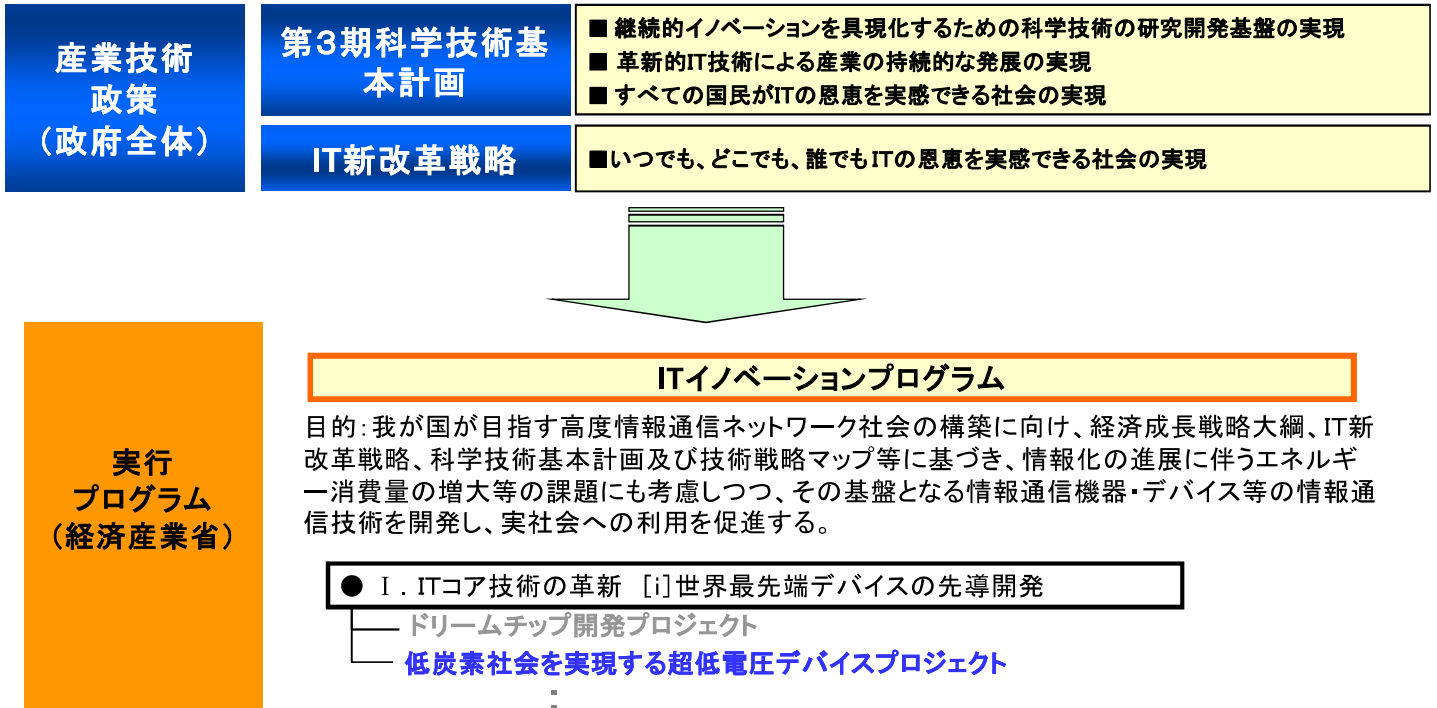 産業技術
政策
（政府全体）
第３期科学技術基
本計画
■ 継続的イノベーションを具現化するための科学技術の研究開発基盤の実現
■ 革新的IT技術による産業の持続的な発展の実現
■ すべての国民がITの恩恵を実感できる社会の実現
IT新改革戦略
■いつでも、どこでも、誰でもITの恩恵を実感できる社会の実現
実行
プログラム
（経済産業省）
ITイノベーションプログラム
目的：我が国が目指す高度情報通信ネットワーク社会の構築に向け、経済成長戦略大綱、IT新
改革戦略、科学技術基本計画及び技術戦略マップ等に基づき、情報化の進展に伴うエネルギ
ー消費量の増大等の課題にも考慮しつつ、その基盤となる情報通信機器・デバイス等の情報通
信技術を開発し、実社会への利用を促進する。
● Ⅰ．ITコア技術の革新 ［i］世界最先端デバイスの先導開発
ドリームチップ開発プロジェクト
低炭素社会を実現する超低電圧デバイスプロジェクト